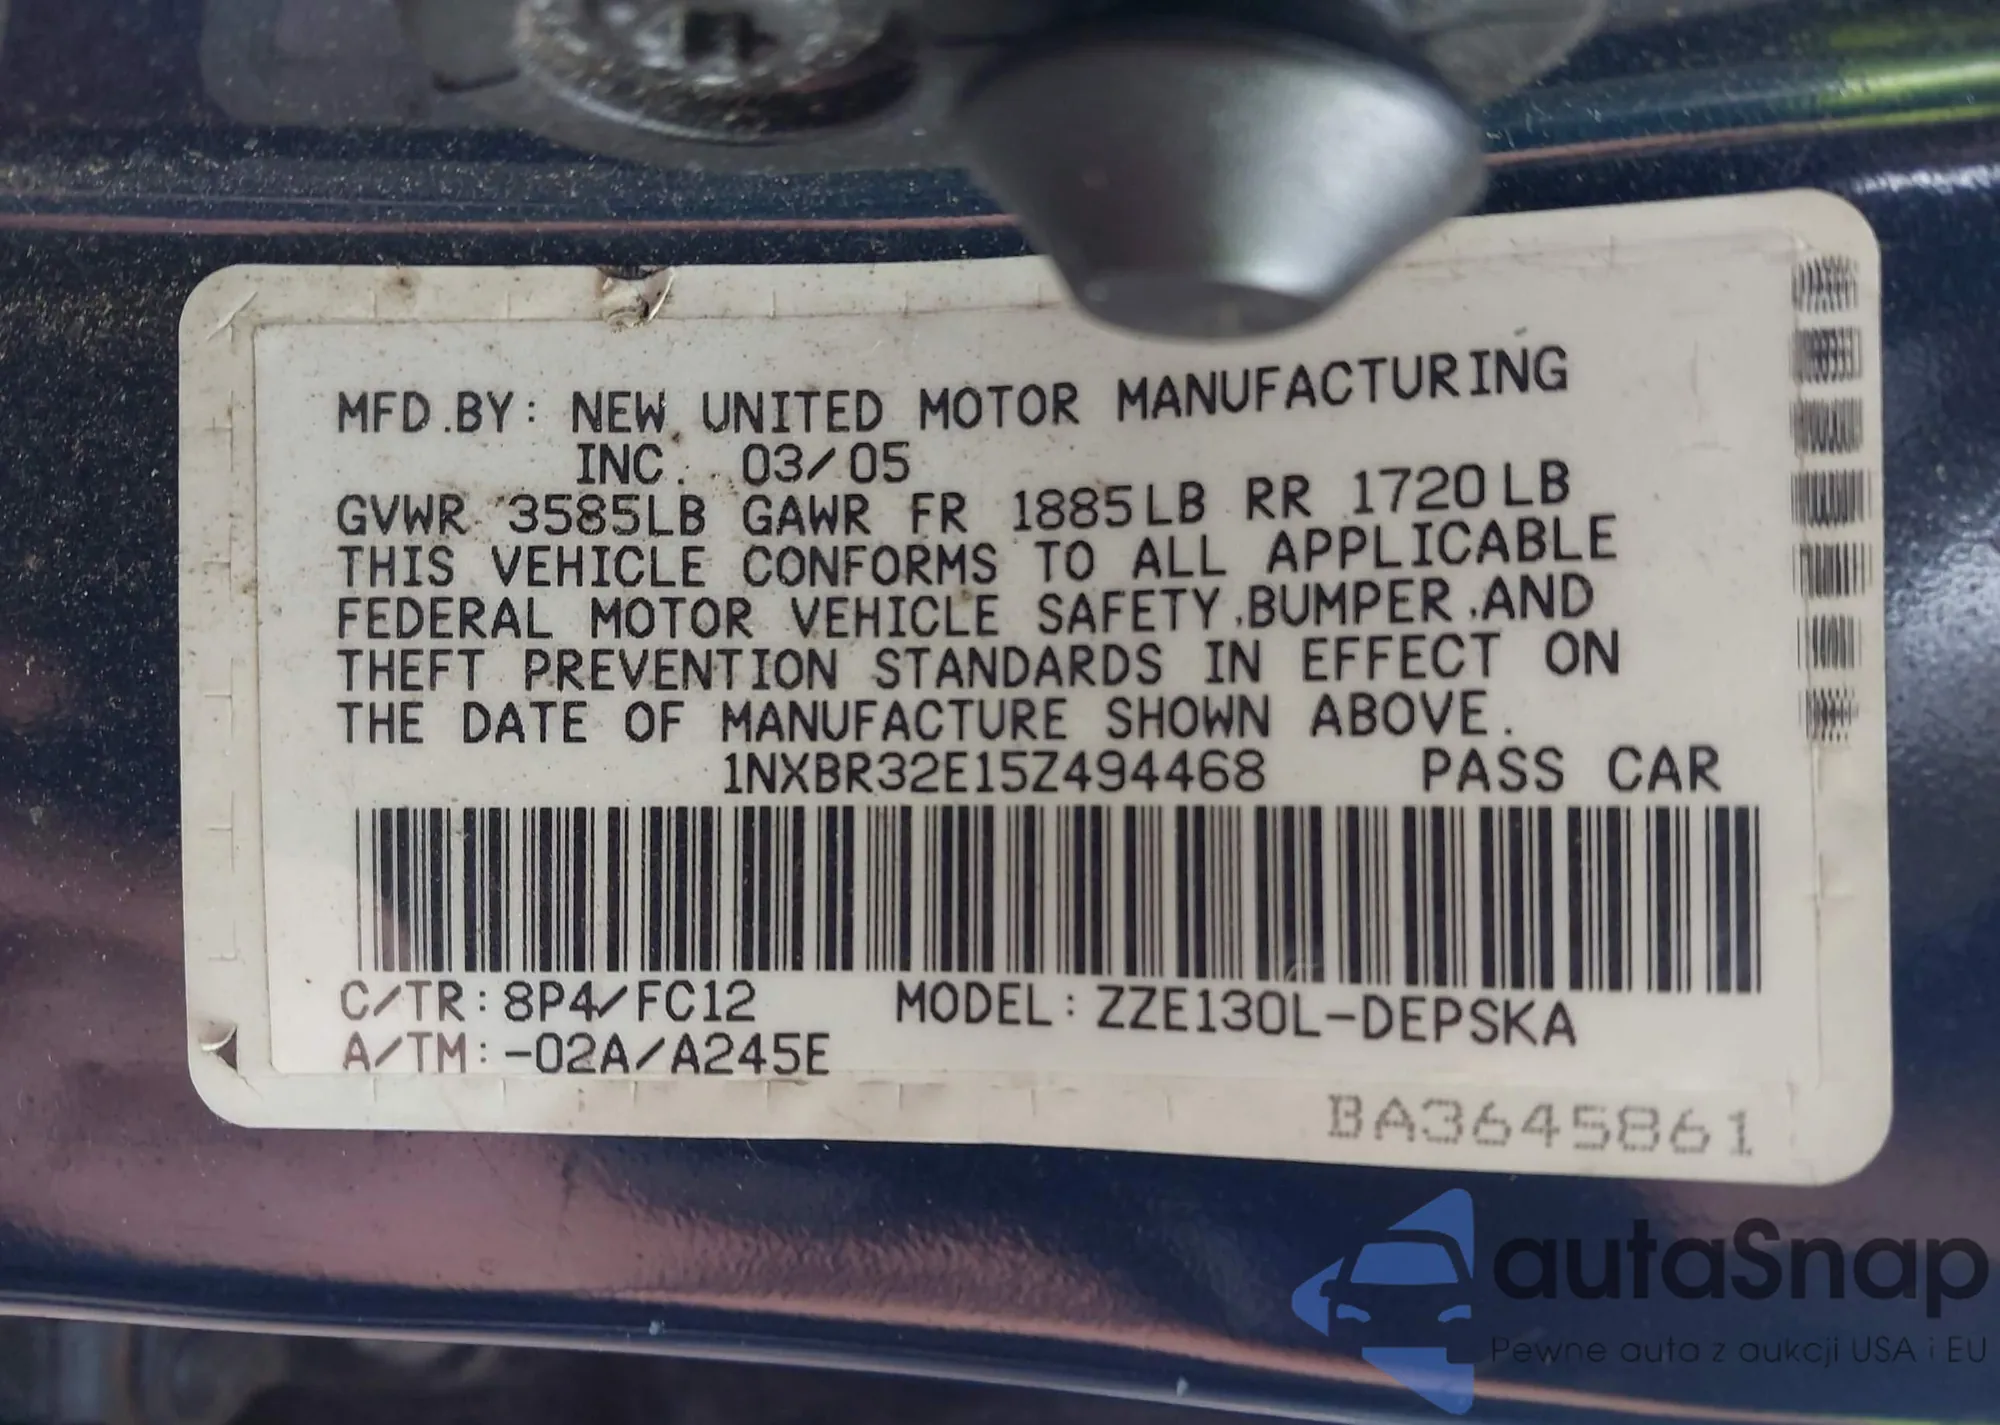 MFD.BY: NEW UNITED MOTOR MANUFACTURING
INC. 03/05
GVWR 3585LB GAWR FR 1885LB RR 1720LB
THIS VEHICLE CONFORMS TO ALL APPLICABLE
FEDERAL MOTOR VEHICLE SAFETY,BUMPER,AND
THEFT PREVENTION STANDARDS IN EFFECT ON
THE DATE OF MANUFACTURE SHOWN ABOVE.
1NXBR32E15Z494468 PASS CAR
C/TR:8P4/FC12 MODEL:ZZE130L-DEPSKA
A/TM:-02A/A245E
BA3645861
autaSnap
Pewne auta z aukcji USA i EU